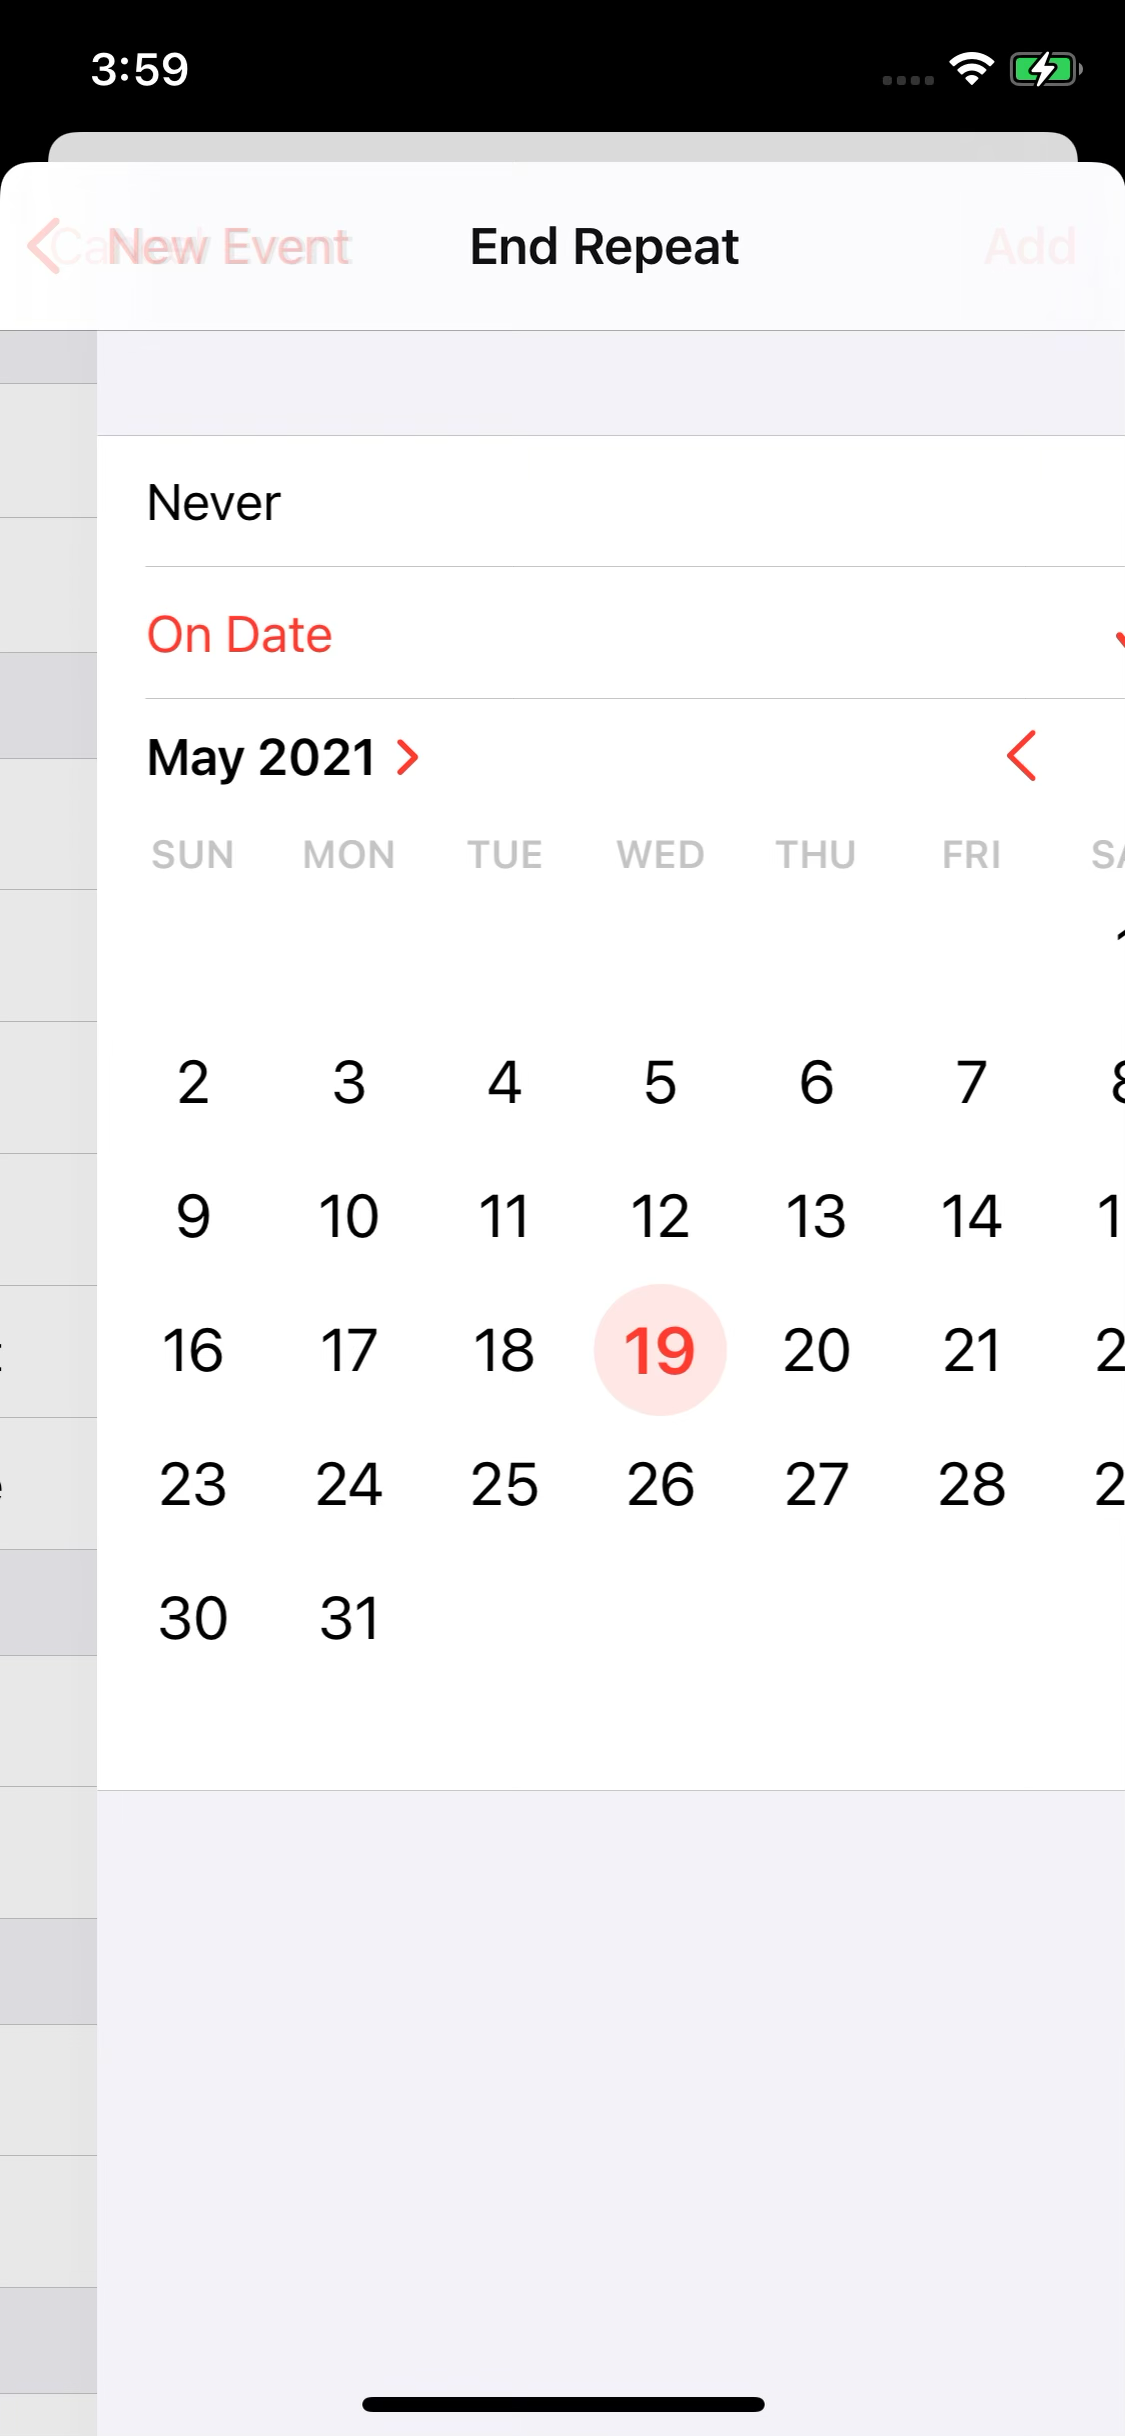 3:59
New Event End Repeat Add
Never
On Date
May 2021
SUN MON TUE WED THU FRI
2 3 4 5 6 7
9 10 11 12 13 14
16 17 18 19 20 21
23 24 25 26 27 28
30 31